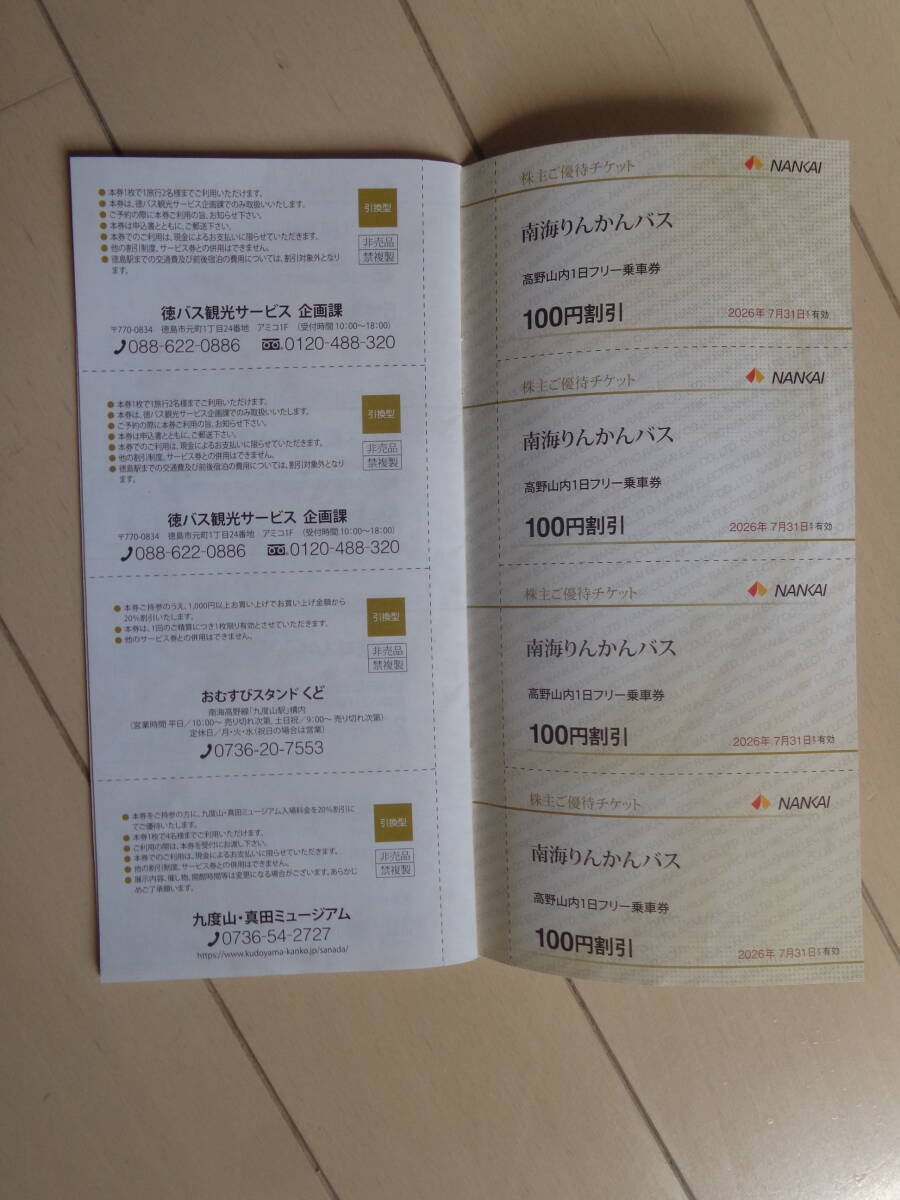 本券1枚で1旅行2名様までご利用いただけます。
本券は、徳バス観光サービス企画課でのみ取扱いいたします。
ご予約の際に本券ご利用の旨、お知らせ下さい。
本券は申込書とともに、ご郵送下さい。
本券でのご利用は、現金によるお支払いに限らせていただきます。
他の割引制度、サービス券との併用はできません。
徳島駅までの交通費及び前後宿泊の費用については、割引対象外となり
ます。
引換型
非売品
禁複製
徳バス観光サービス 企画課
〒770-0834 徳島市元町1丁目24番地 アミコ1F (受付時間 10:00〜18:00)
088-622-0886 0120-488-320
本券1枚で1旅行2名様までご利用いただけます。
本券は、徳バス観光サービス企画課でのみ取扱いいたします。
ご予約の際に本券ご利用の旨、お知らせ下さい。
本券は申込書とともに、ご郵送下さい。
本券でのご利用は、現金によるお支払いに限らせていただきます。
他の割引制度、サービス券との併用はできません。
徳島駅までの交通費及び前後宿泊の費用については、割引対象外となり
ます。
引換型
非売品
禁複製
徳バス観光サービス 企画課
〒770-0834 徳島市元町1丁目24番地 アミコ1F (受付時間 10:00〜18:00)
088-622-0886 0120-488-320
本券ご持参のうえ、1,000円以上お買い上げでお買い上げ金額から
20%割引いたします。
本券は、1回のご精算につき1枚限り有効とさせていただきます。
他のサービス券との併用はできません。
引換型
非売品
禁複製
おむすびスタンド くど
南海高野線「九度山駅」構内
(営業時間 平日/10:00〜 売り切れ次第、土日祝/9:00〜 売り切れ次第)
定休日/月・火・水(祝日の場合は営業)
0736-20-7553
本券をご持参の方に、九度山・真田ミュージアム入場料金を20%割引に
てご優待いたします。
本券1枚で4名様までご利用いただけます。
ご利用の際は、本券を受付にお渡し下さい。
本券でのご利用は、現金によるお支払いに限らせていただきます。
他の割引制度、サービス券との併用はできません。
展示内容、催し物、開館時間等は変更になる場合がございます。あらかじ
めご了承願います。
引換型
非売品
禁複製
九度山・真田ミュージアム
0736-54-2727
https://www.kudoyama-kanko.jp/sanada/
株主ご優待チケット
NANKAI
南海りんかんバス
高野山内1日フリー乗車券
100円割引
2026年 7月31日まで有効
株主ご優待チケット
NANKAI
南海りんかんバス
高野山内1日フリー乗車券
100円割引
2026年 7月31日まで有効
株主ご優待チケット
NANKAI
南海りんかんバス
高野山内1日フリー乗車券
100円割引
2026年 7月31日まで有効
株主ご優待チケット
NANKAI
南海りんかんバス
高野山内1日フリー乗車券
100円割引
2026年 7月31日まで有効